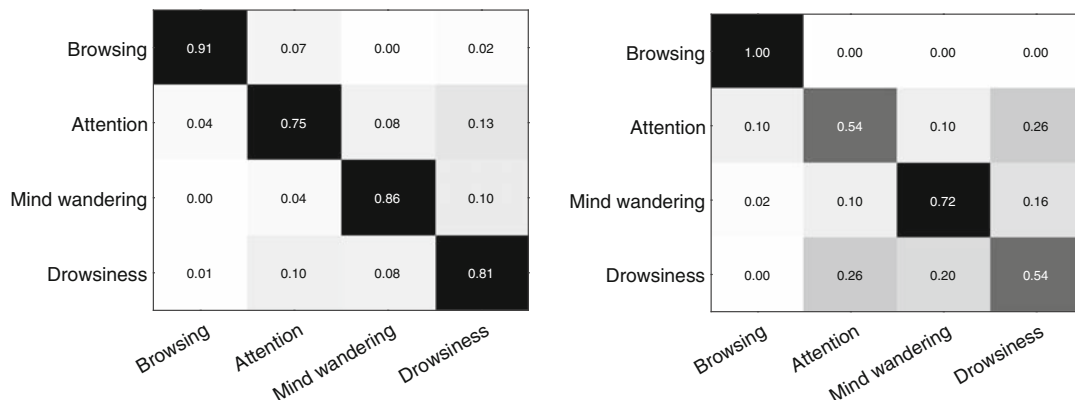 Browsing 0.91 0.07 0.00 0.02
Attention 0.04 0.75 0.08 0.13
Mind wandering 0.00 0.04 0.86 0.10
Drowsiness 0.01 0.10 0.08 0.81
Browsing Attention Mind wandering Drowsiness
Browsing 1.00 0.00 0.00 0.00
Attention 0.10 0.54 0.10 0.26
Mind wandering 0.02 0.10 0.72 0.16
Drowsiness 0.00 0.26 0.20 0.54
Browsing Attention Mind wandering Drowsiness